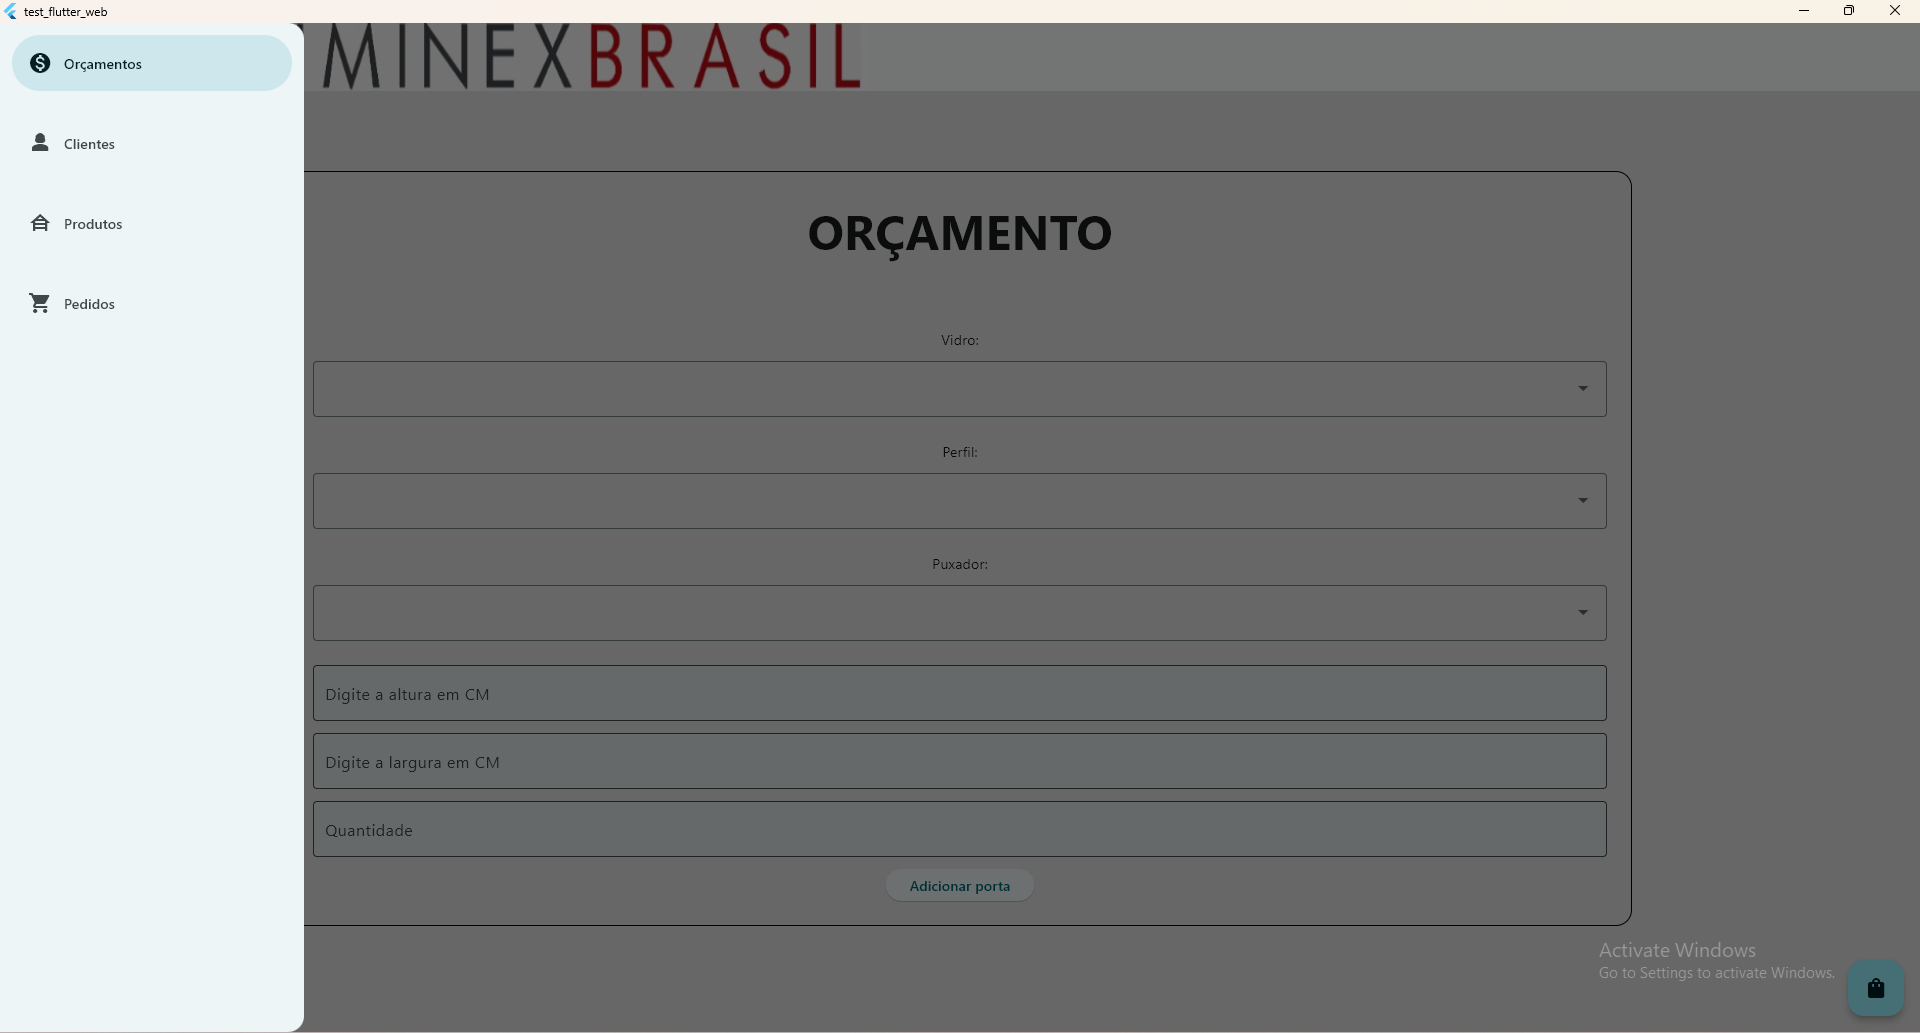 test_flutter_web
MINEXBRASIL
Orçamentos
Clientes
Produtos
Pedidos
ORÇAMENTO
Vidro:
Perfil:
Puxador:
Digite a altura em CM
Digite a largura em CM
Quantidade
Adicionar porta
Activate Windows
Go to Settings to activate Windows.